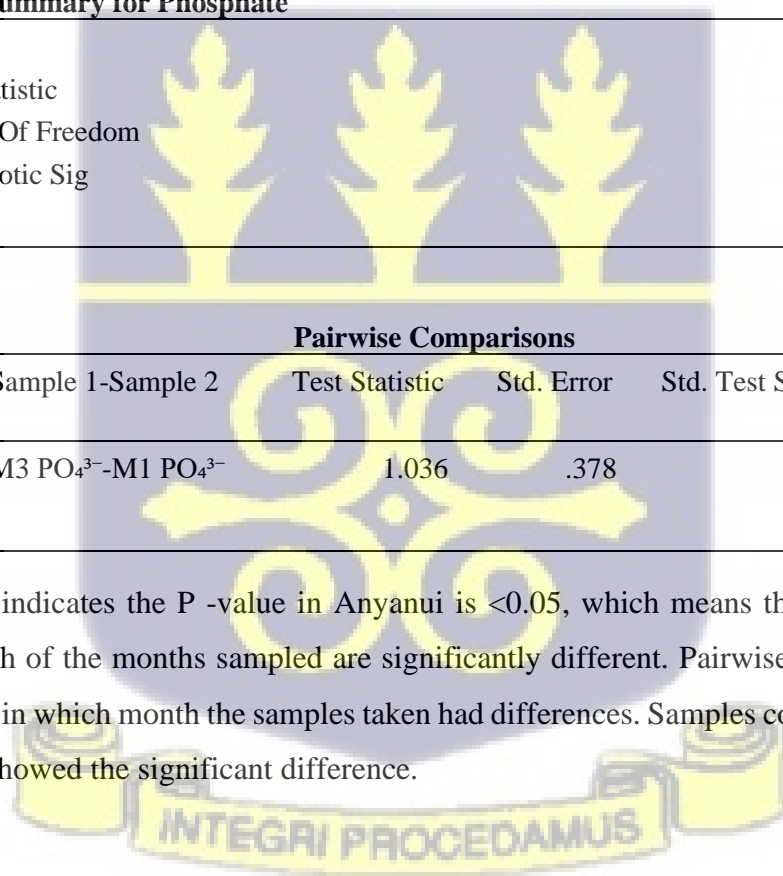 ummary for Phosphate
tistic
Of Freedom
otic Sig
Pairwise Comparisons
Sample 1-Sample 2 Test Statistic Std. Error Std. Test S
M3 PO₄³⁻-M1 PO₄³⁻ 1.036 .378
indicates the P -value in Anyanui is <0.05, which means th
h of the months sampled are significantly different. Pairwise
in which month the samples taken had differences. Samples co
howed the significant difference.
INTEGRI PROCEDAMUS